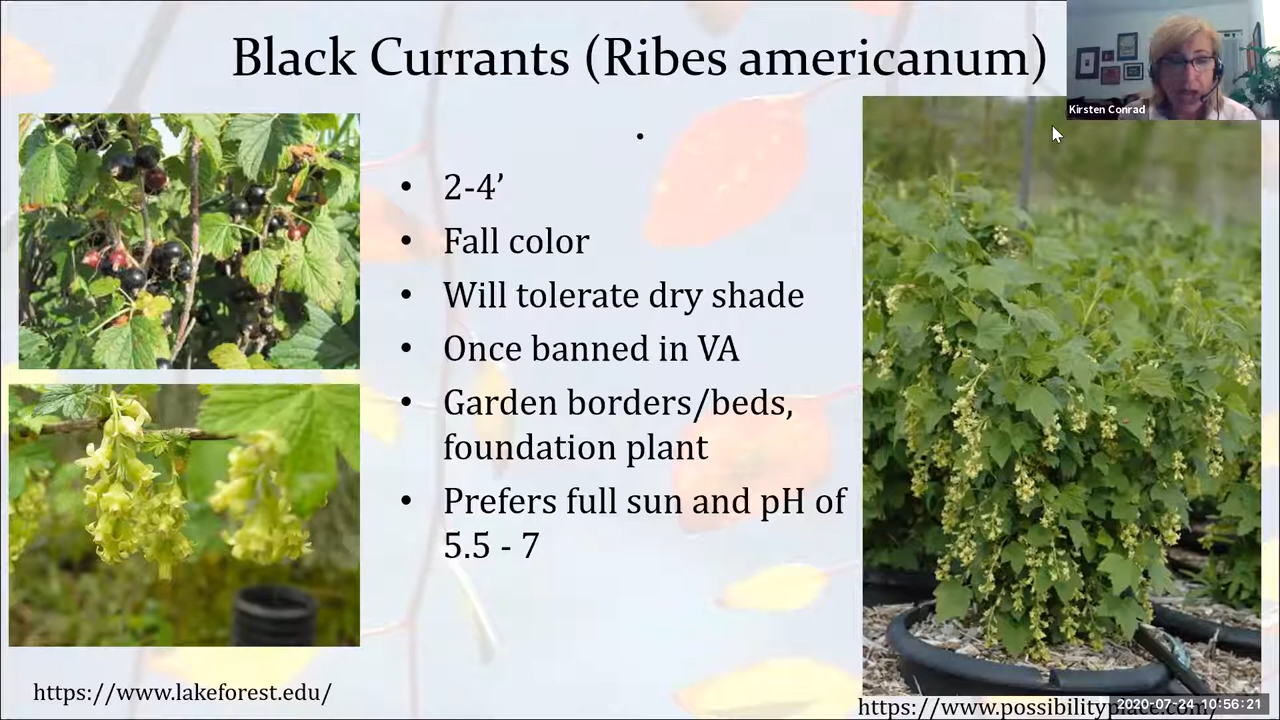 Black Currants (Ribes americanum)
Kirsten Conrad
•
• 2-4’
• Fall color
• Will tolerate dry shade
• Once banned in VA
• Garden borders/beds,
foundation plant
• Prefers full sun and pH of
5.5 - 7
https://www.lakeforest.edu/
https://www.possibilityplace.com/
2020-07-24 10:56:21